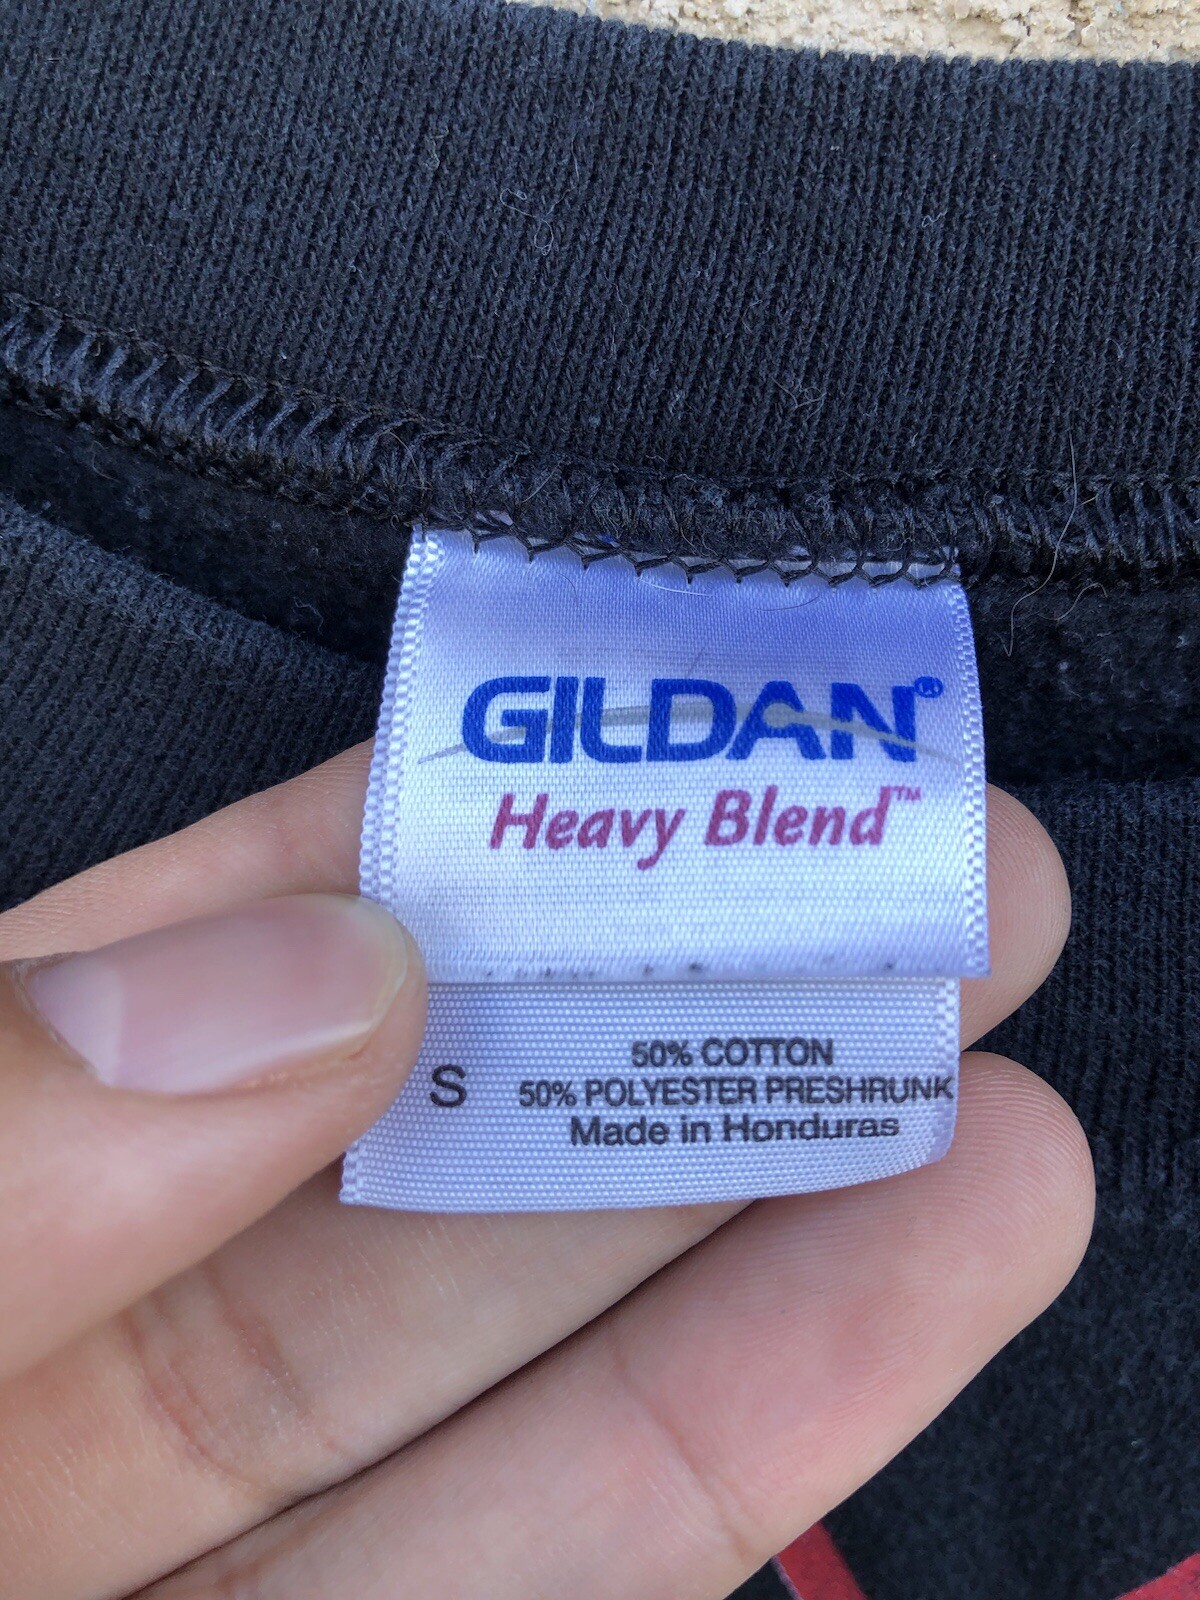 GILDAN®
Heavy Blend™
S
50% COTTON
50% POLYESTER PRESHRUNK
Made in Honduras